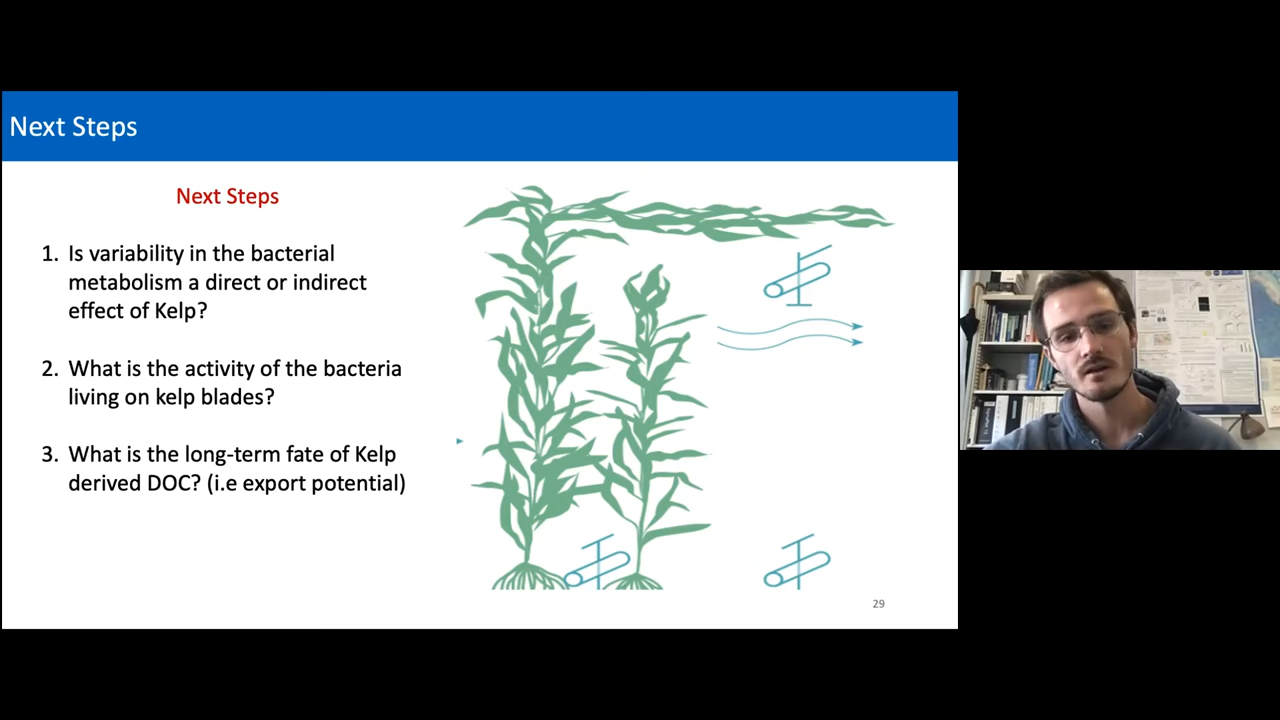 Next Steps
Next Steps
1. Is variability in the bacterial
metabolism a direct or indirect
effect of Kelp?
2. What is the activity of the bacteria
living on kelp blades?
3. What is the long-term fate of Kelp
derived DOC? (i.e export potential)
29